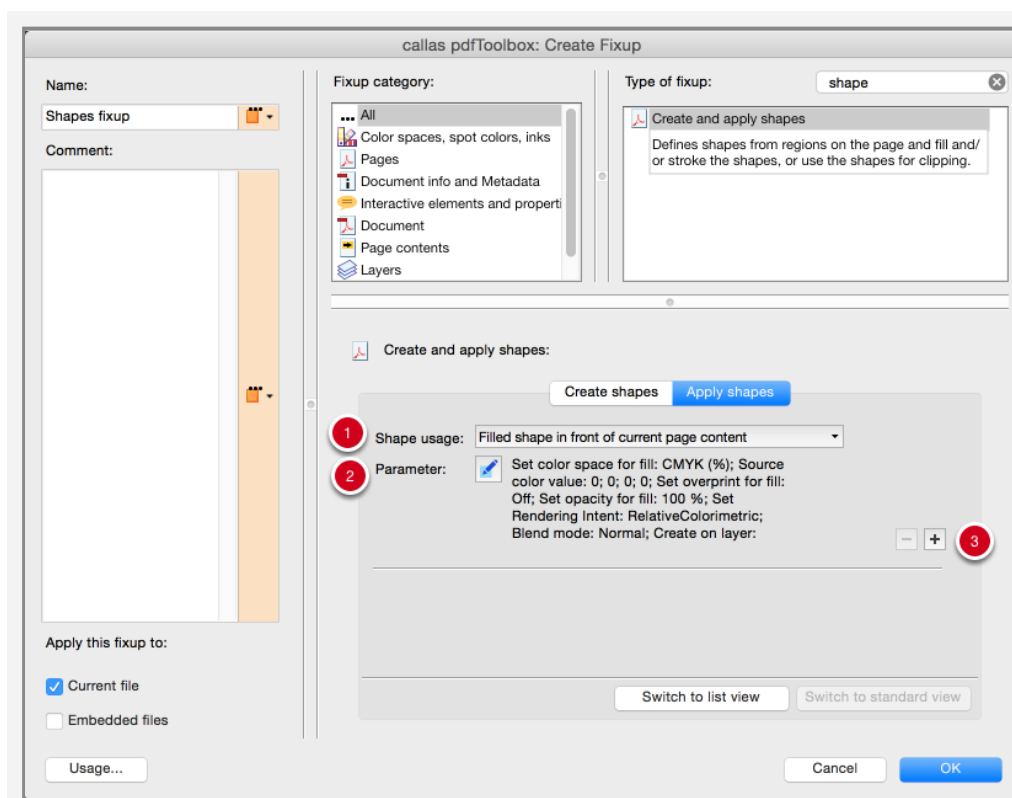 callas pdfToolbox: Create Fixup
Name:
Shapes fixup
Comment:
Apply this fixup to:
Current file
Embedded files
Usage...
Fixup category:
... All
Color spaces, spot colors, inks
Pages
Document info and Metadata
Interactive elements and properti
Document
Page contents
Layers
Type of fixup:
shape
Create and apply shapes
Defines shapes from regions on the page and fill and/
or stroke the shapes, or use the shapes for clipping.
Create and apply shapes:
Create shapes
Apply shapes
1
Shape usage:
Filled shape in front of current page content
2
Parameter:
Set color space for fill: CMYK (%); Source
color value: 0; 0; 0; 0; Set overprint for fill:
Off; Set opacity for fill: 100 %; Set
Rendering Intent: RelativeColorimetric;
Blend mode: Normal; Create on layer:
3
Switch to list view
Switch to standard view
Cancel
OK